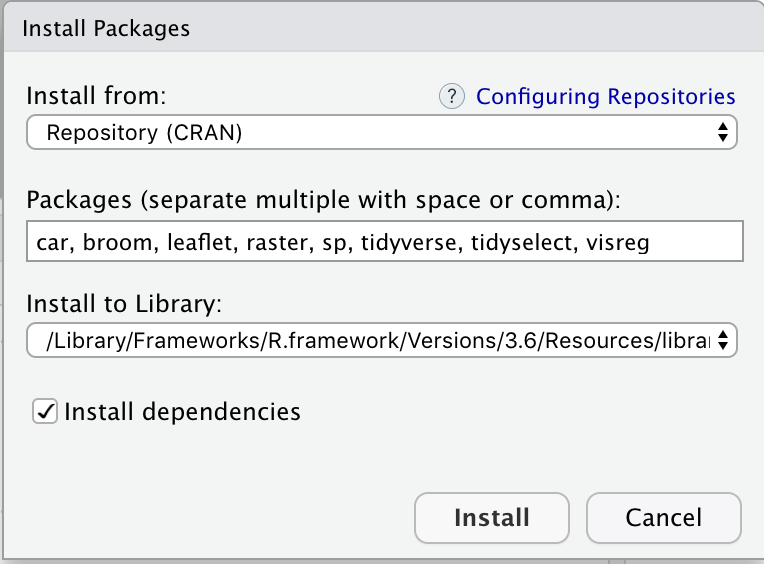 Install Packages
Install from:
? Configuring Repositories
Repository (CRAN)
Packages (separate multiple with space or comma):
car, broom, leaflet, raster, sp, tidyverse, tidyselect, visreg
Install to Library:
/Library/Frameworks/R.framework/Versions/3.6/Resources/librar
Install dependencies
Install
Cancel